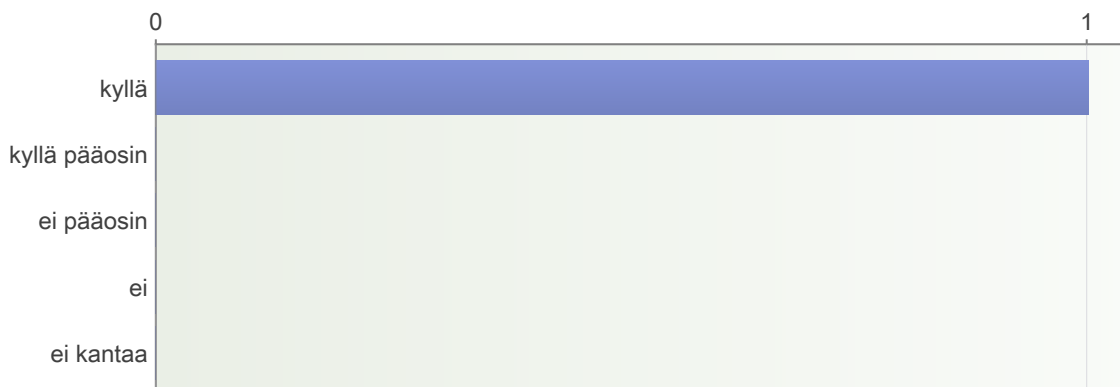 0 1
kyllä
kyllä pääosin
ei pääosin
ei
ei kantaa